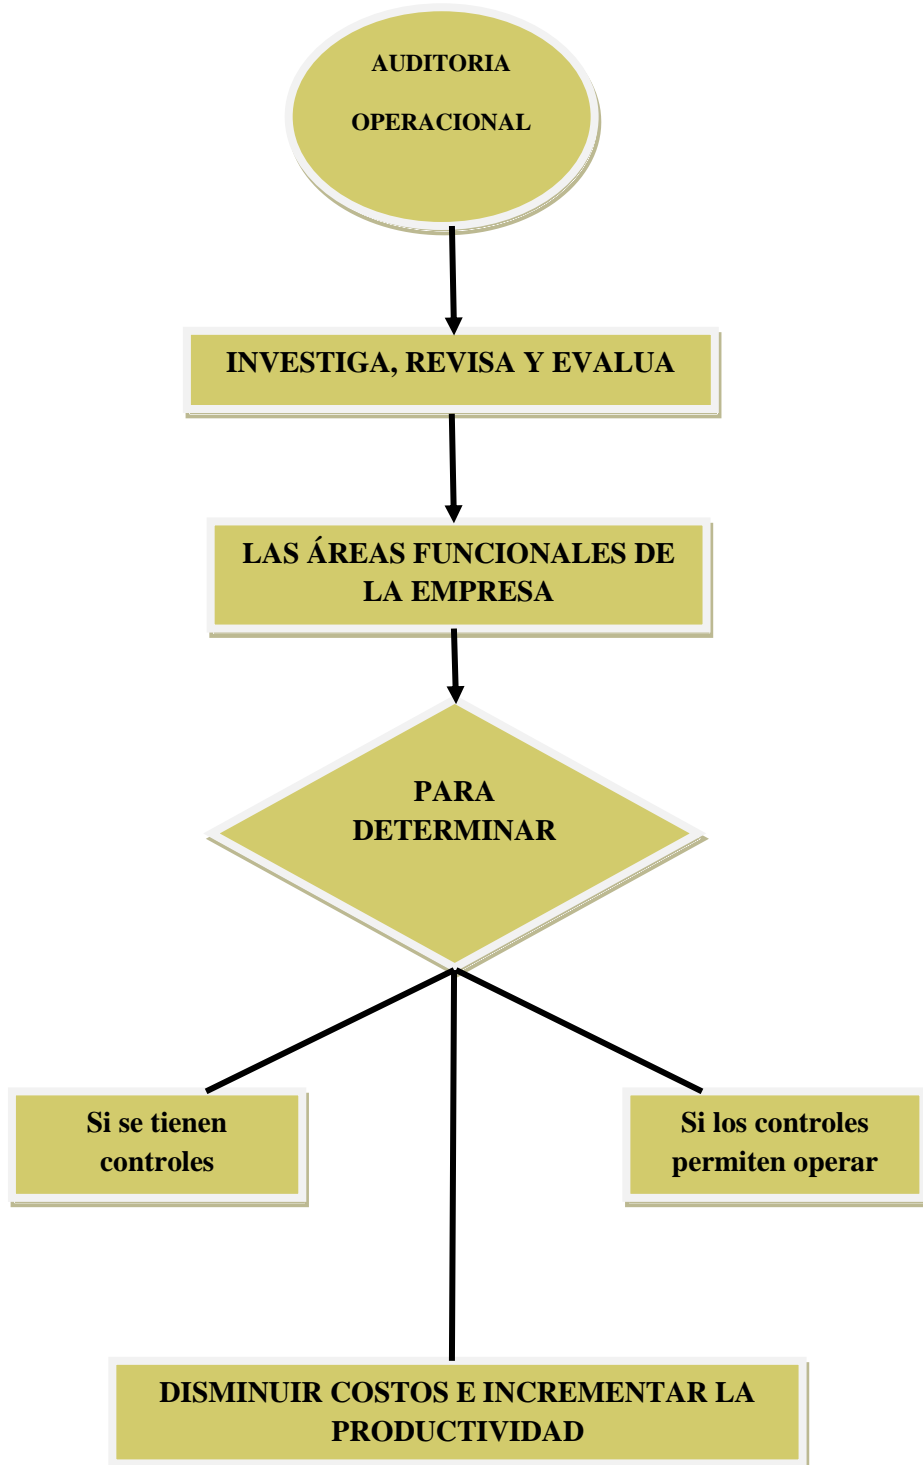 AUDITORIA
OPERACIONAL
INVESTIGA, REVISA Y EVALUA
LAS ÁREAS FUNCIONALES DE
LA EMPRESA
PARA
DETERMINAR
Si se tienen
controles
Si los controles
permiten operar
DISMINUIR COSTOS E INCREMENTAR LA
PRODUCTIVIDAD